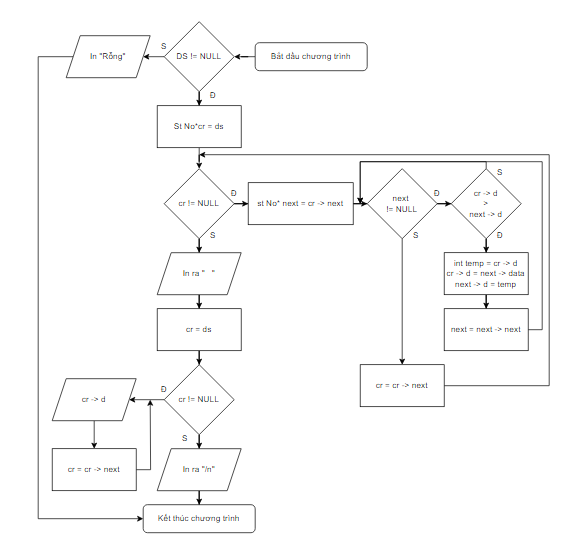 In "Rỗng"
S
DS != NULL
Bắt dầu chương trình
Đ
St No*cr = ds
cr != NULL
Đ
st No* next = cr -> next
next
!= NULL
Đ
cr -> d
>
next -> d
S
S
S
Đ
In ra "   "
int temp = cr -> d
cr -> d = next -> data
next -> d = temp
cr = ds
next = next -> next
cr -> d
Đ
cr != NULL
cr = cr -> next
S
cr = cr -> next
In ra "/n"
Kết thúc chương trình